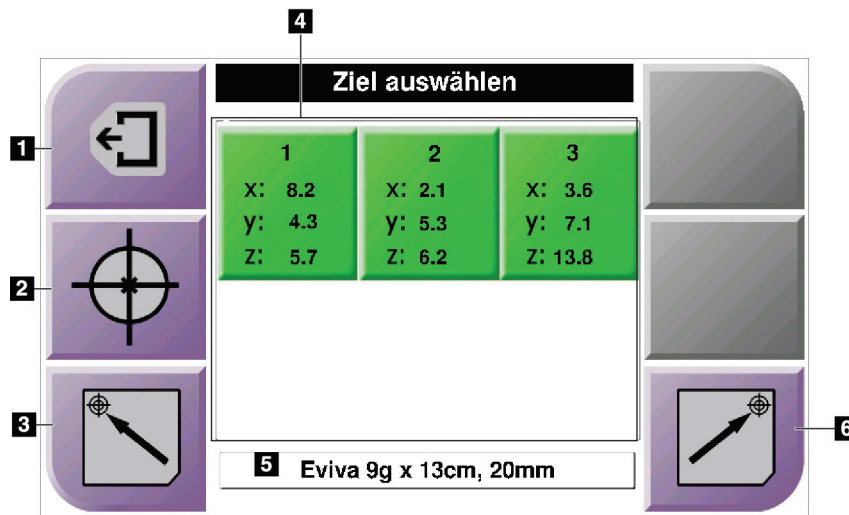 4
Ziel auswählen
1
1 2 3
x: 8.2 x: 2.1 x: 3.6
y: 4.3 y: 5.3 y: 7.1
z: 5.7 z: 6.2 z: 13.8
2
3
6
5 Eviva 9g x 13cm, 20mm